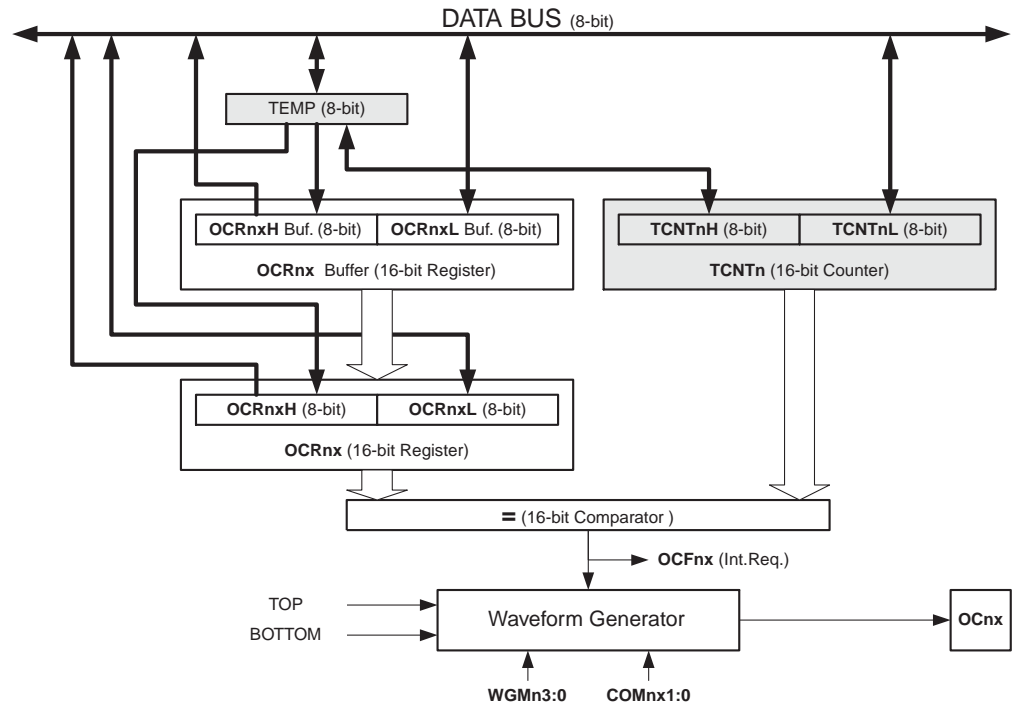 DATA BUS (8-bit)
TEMP (8-bit)
OCRnxH Buf. (8-bit) OCRnxL Buf. (8-bit)
OCRnx Buffer (16-bit Register)
TCNTnH (8-bit) TCNTnL (8-bit)
TCNTn (16-bit Counter)
OCRnxH (8-bit) OCRnxL (8-bit)
OCRnx (16-bit Register)
= (16-bit Comparator )
OCFnx (Int.Req.)
TOP
BOTTOM
Waveform Generator
OCnx
WGMn3:0 COMnx1:0